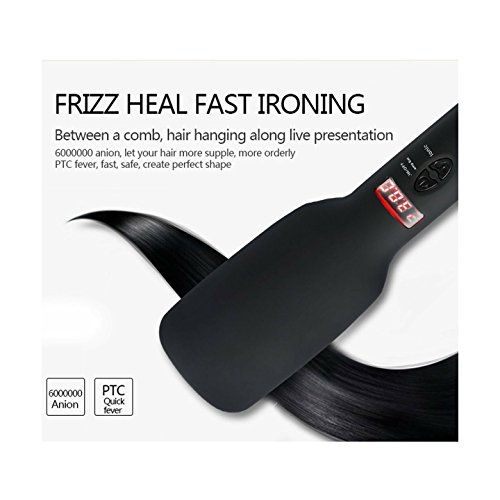 FRIZZ HEAL FAST IRONING
Between a comb, hair hanging along live presentation
6000000 anion, let your hair more supple, more orderly
PTC fever, fast, safe, create perfect shape
6000000
Anion
PTC
Quick
fever